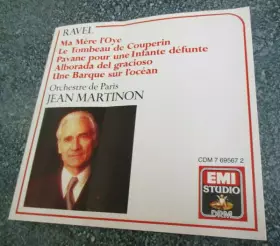 RAVEL
Ma Mère l'Oye
Le Tombeau de Couperin
Pavane pour une Infante défunte
Alborada del gracioso
Une Barque sur l'océan
Orchestre de Paris
JEAN MARTINON
CDM 7 69567 2
EMI
STUDIO
DRM